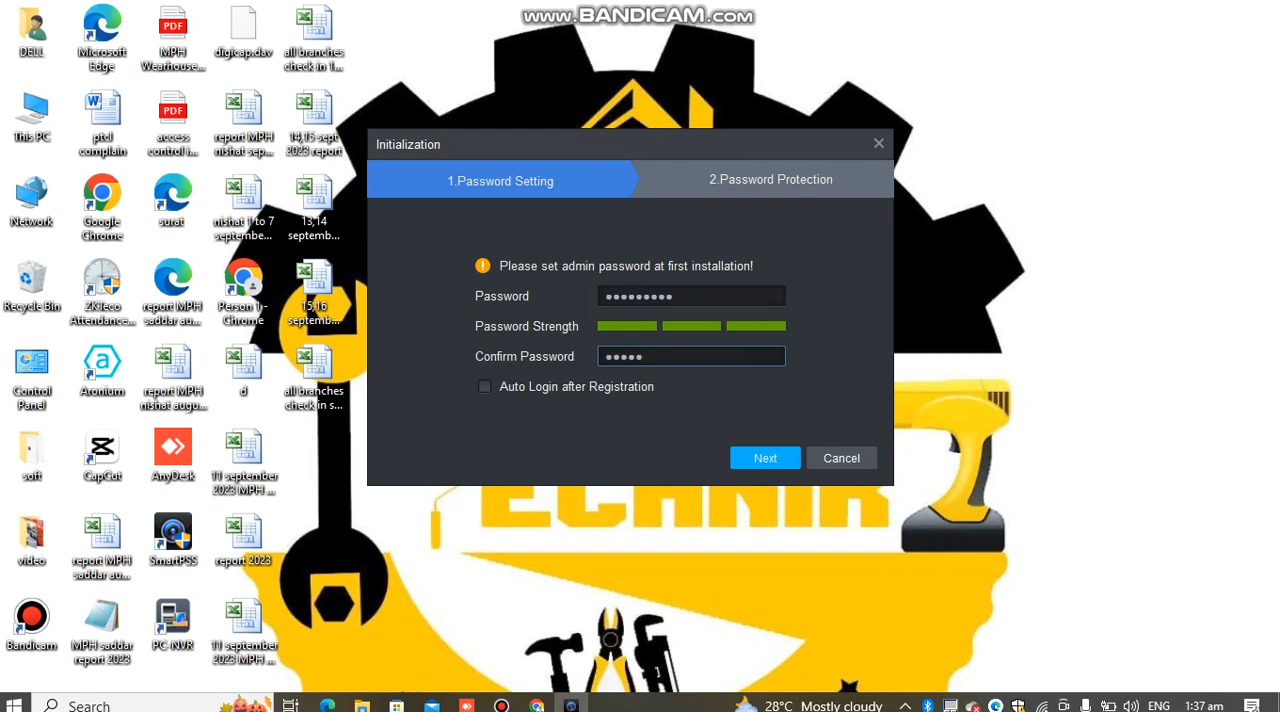 www.BANDICAM.com
DELL
Microsoft
Edge
PDF
MPH
Wearhouse...
digicap.dav
all branches
check in 1...
This PC
ptcl
complain
PDF
access
control i...
report MPH
nishat sep...
14,15 sept
2023 report
Network
Google
Chrome
surat
nishat 1 to 7
septembe...
13,14
septemb...
Recycle Bin
ZKTeco
Attendance...
report MPH
saddar au...
Person 1 -
Chrome
15,16
septemb...
Control
Panel
Aronium
report MPH
nishat augu...
d
all branches
check in s...
soft
CapCut
AnyDesk
11 september
2023 MPH ...
video
report MPH
saddar au...
SmartPSS
report 2023
Bandicam
MPH saddar
report 2023
PC-NVR
11 september
2023 MPH ...
Initialization
1.Password Setting
2.Password Protection
Please set admin password at first installation!
Password
Password Strength
Confirm Password
Auto Login after Registration
Next
Cancel
ECHNIK
Search
28°C Mostly cloudy
ENG
1:37 am